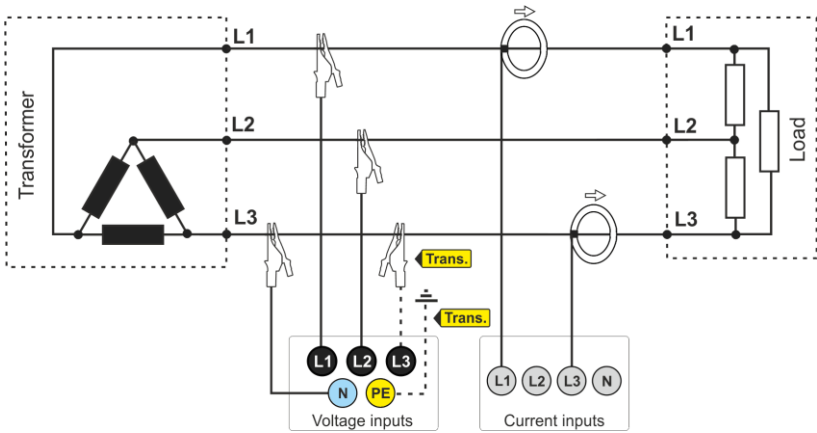 L1
L1
Transformer
L2
L2
Load
L3
L3
Trans.
Trans.
L1 L2 L3
N PE
Voltage inputs
L1 L2 L3 N
Current inputs